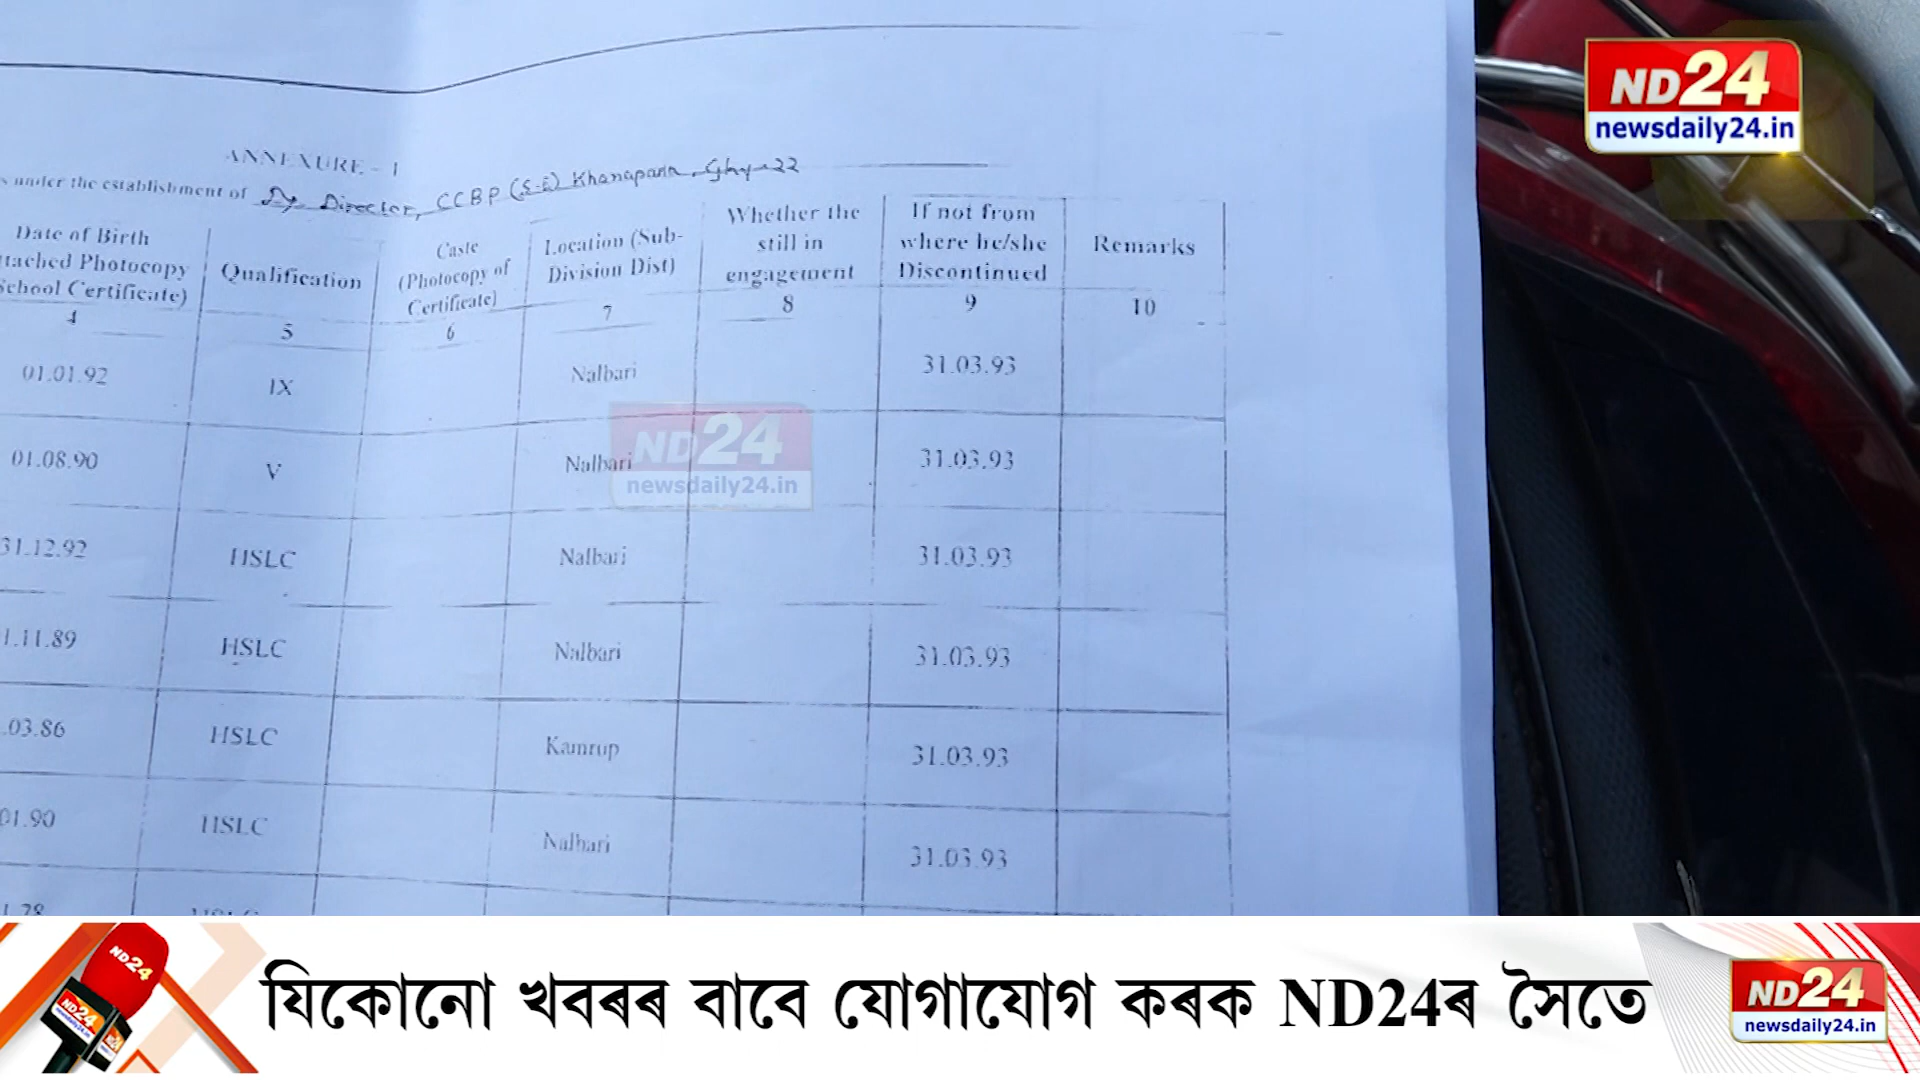 ND24
newsdaily24.in
ANNEXURE - I
under the establishment of Dy. Director, CCBP (S-E) Khanapara, Ghy-22
Date of Birth
Photocopy
School Certificate)
Qualification
Caste
(Photocopy of
Certificate)
Location (Sub-
Division Dist)
Whether the
still in
engagement
If not from
where he/she
Discontinued
Remarks
4 5 6 7 8 9 10
01.01.92 IX Nalbari 31.03.93
01.08.90 V Nalbari 31.03.93
ND24
newsdaily24.in
31.12.92 HSLC Nalbari 31.03.93
1.11.89 HSLC Nalbari 31.03.93
.03.86 HSLC Kamrup 31.03.93
01.90 HSLC Nalbari 31.03.93
ND24
ND24
যিকোনো খবৰৰ বাবে যোগাযোগ কৰক ND24ৰ সৈতে
ND24
newsdaily24.in